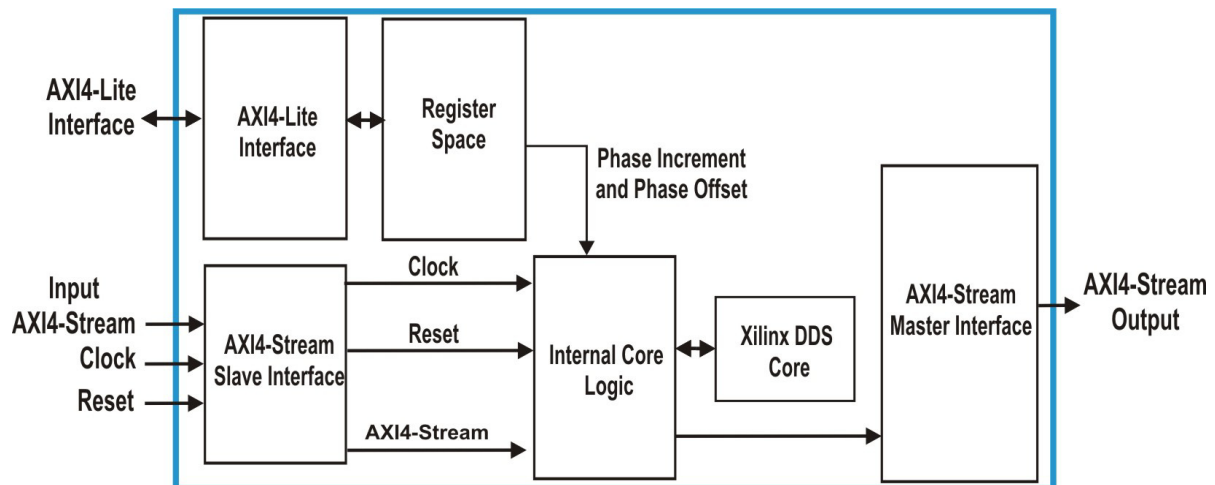 AXI4-Lite
Interface
AXI4-Lite
Interface
Register
Space
Phase Increment
and Phase Offset
Input
AXI4-Stream
Clock
Reset
AXI4-Stream
Slave Interface
Clock
Reset
AXI4-Stream
Internal Core
Logic
Xilinx DDS
Core
AXI4-Stream
Master Interface
AXI4-Stream
Output